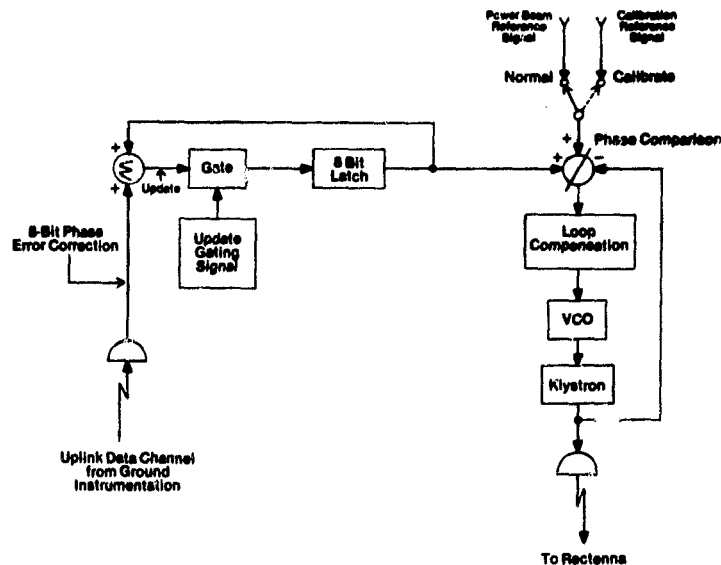 Power Beam
Reference
Signal
Calibration
Reference
Signal
Normal
Calibrate
+
Phase Comparison
+
+
Σ
Update
Gate
8 Bit
Latch
+
-
8-Bit Phase
Error Correction
Update
Gating
Signal
Loop
Compensation
VCO
Klystron
Uplink Data Channel
from Ground
Instrumentation
To Rectenna